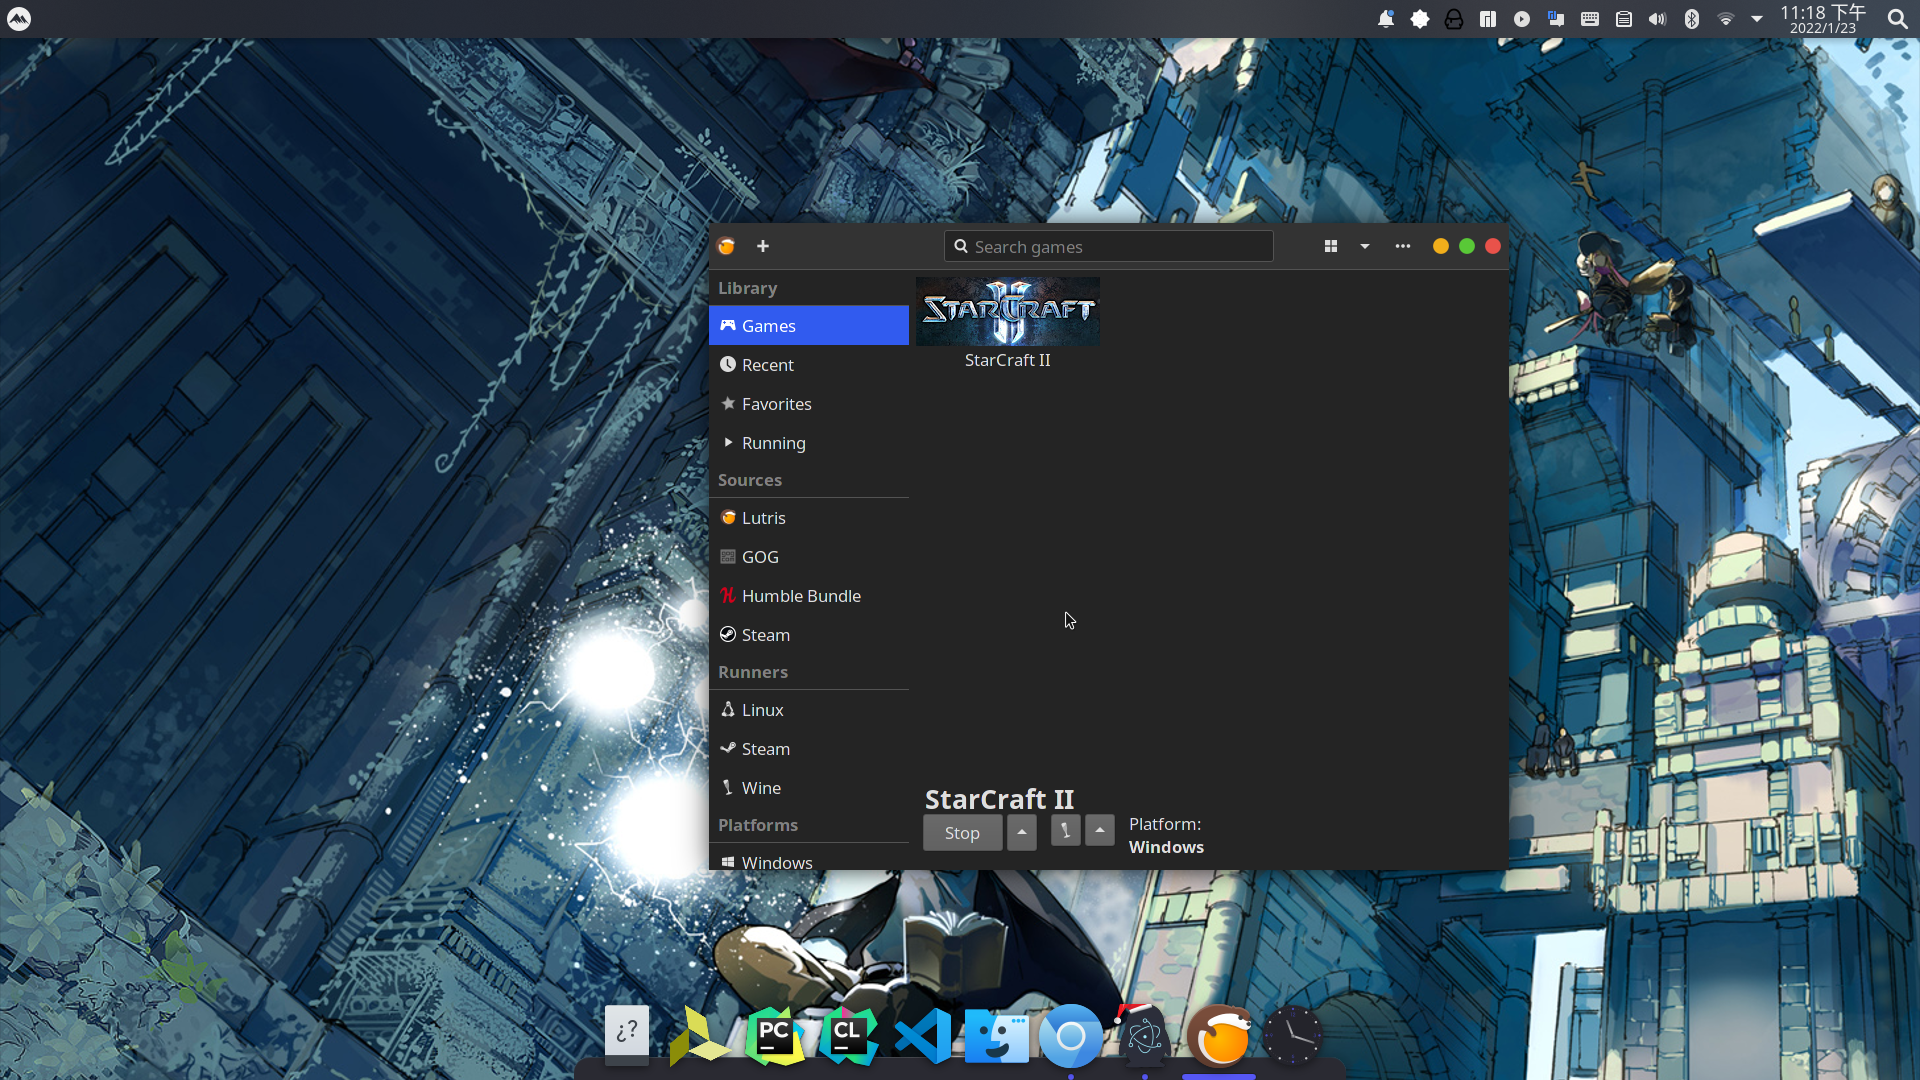 11:18 下午
2022/1/23
Search games
Library
Games
Recent
Favorites
Running
Sources
Lutris
GOG
Humble Bundle
Steam
Runners
Linux
Steam
Wine
Platforms
Windows
STARCRAFT II
StarCraft II
StarCraft II
Stop
Platform:
Windows
¿?
PC
CL